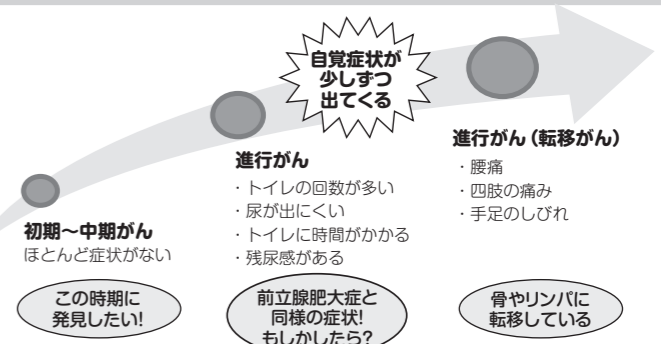 自覚症状が
少しずつ
出てくる
初期～中期がん
ほとんど症状がない
この時期に
発見したい!
進行がん
・トイレの回数が多い
・尿が出にくい
・トイレに時間がかかる
・残尿感がある
前立腺肥大症と
同様の症状!
もしかしたら?
進行がん（転移がん）
・腰痛
・四肢の痛み
・手足のしびれ
骨やリンパに
転移している